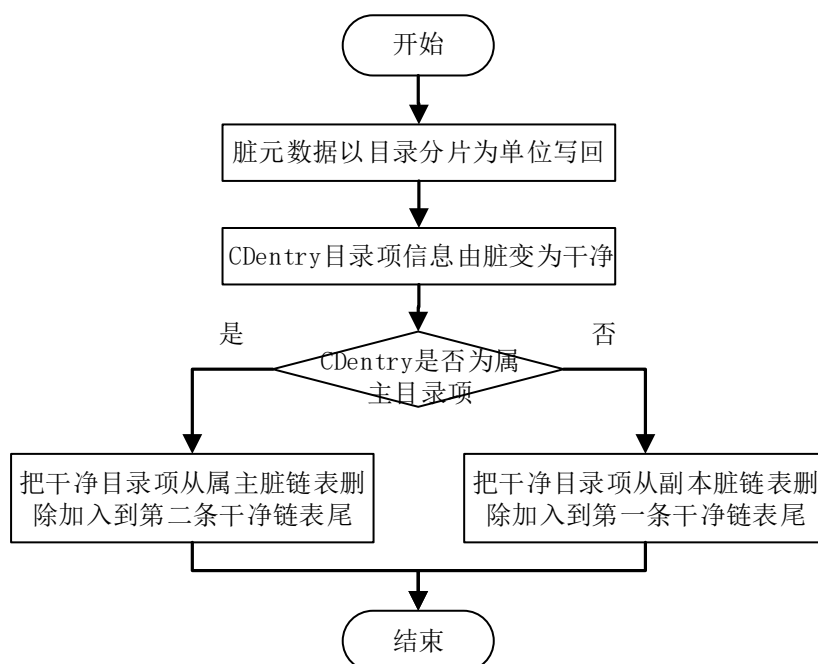 开始
脏元数据以目录分片为单位写回
CDentry目录项信息由脏变为干净
是
否
CDentry是否为属
主目录项
把干净目录项从属主脏链表删
除加入到第二条干净链表尾
把干净目录项从副本脏链表删
除加入到第一条干净链表尾
结束